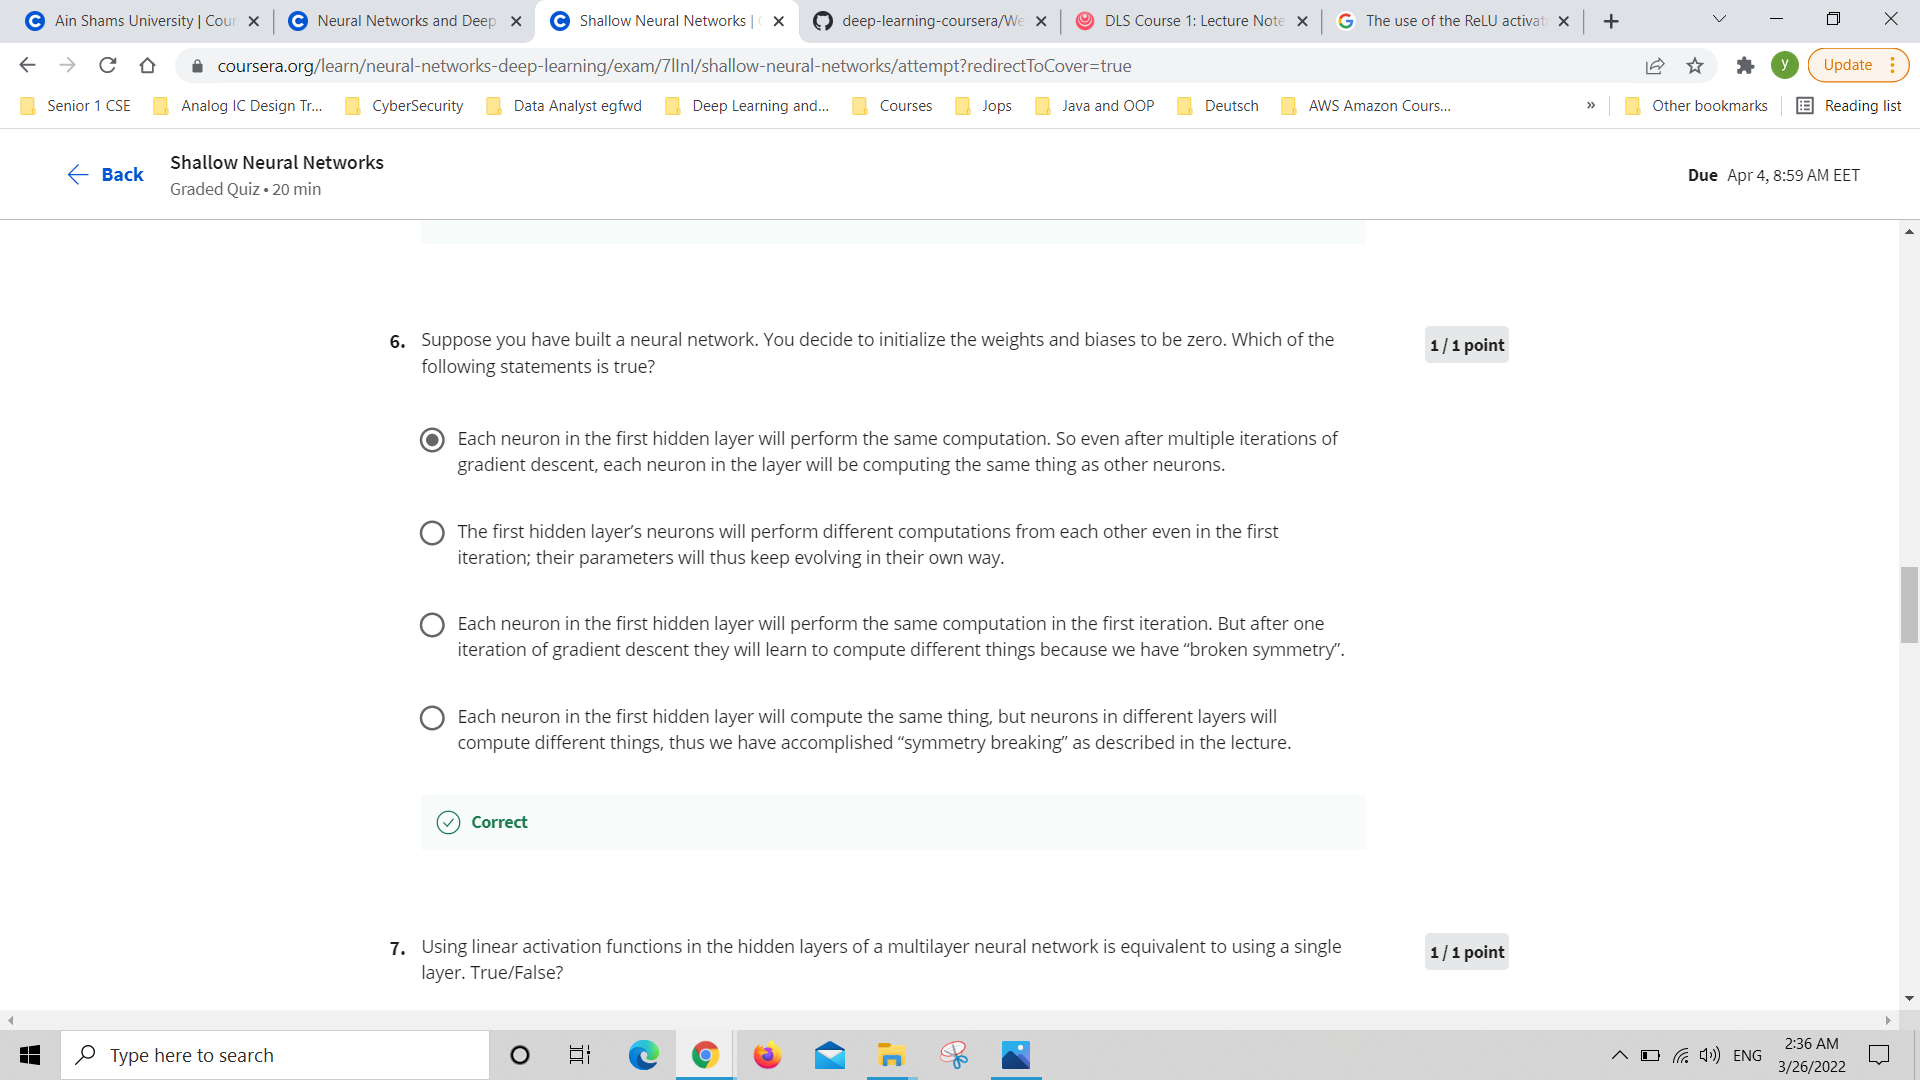 Ain Shams University | Cour
Neural Networks and Deep
Shallow Neural Networks |
deep-learning-coursera/We
DLS Course 1: Lecture Note
The use of the ReLU activat
coursera.org/learn/neural-networks-deep-learning/exam/7lInI/shallow-neural-networks/attempt?redirectToCover=true
y
Update
Senior 1 CSE
Analog IC Design Tr...
CyberSecurity
Data Analyst egfwd
Deep Learning and...
Courses
Jops
Java and OOP
Deutsch
AWS Amazon Cours...
»
Other bookmarks
Reading list
Back
Shallow Neural Networks
Graded Quiz • 20 min
Due Apr 4, 8:59 AM EET
6. Suppose you have built a neural network. You decide to initialize the weights and biases to be zero. Which of the
following statements is true?
1 / 1 point
Each neuron in the first hidden layer will perform the same computation. So even after multiple iterations of
gradient descent, each neuron in the layer will be computing the same thing as other neurons.
The first hidden layer’s neurons will perform different computations from each other even in the first
iteration; their parameters will thus keep evolving in their own way.
Each neuron in the first hidden layer will perform the same computation in the first iteration. But after one
iteration of gradient descent they will learn to compute different things because we have “broken symmetry”.
Each neuron in the first hidden layer will compute the same thing, but neurons in different layers will
compute different things, thus we have accomplished “symmetry breaking” as described in the lecture.
Correct
7. Using linear activation functions in the hidden layers of a multilayer neural network is equivalent to using a single
layer. True/False?
1 / 1 point
Type here to search
ENG
2:36 AM
3/26/2022